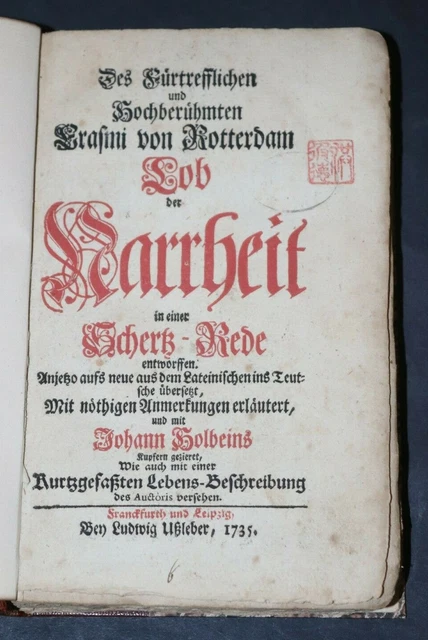 Des Fürtrefflichen
und
Hochberühmten
Erasmi von Rotterdam
Lob
der
Narrheit
in einer
Schertz-Rede
entworffen.
Anjetzo aufs neue aus dem Lateinischen ins Teut-
sche übersetzt,
Mit nöthigen Anmerkungen erläutert,
und mit
Johann Holbeins
Kupfern gezieret,
Wie auch mit einer
Kurtzgefaßten Lebens-Beschreibung
des Auctoris versehen.
Franckfurth und Leipzig,
Bey Ludwig Ußleber, 1735.
6